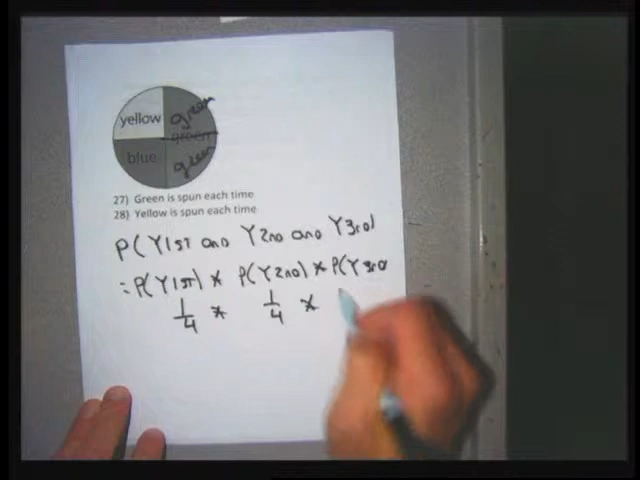 yellow green
green
blue green
27) Green is spun each time
28) Yellow is spun each time
P(Y1ST and Y2nd and Y3rd)
=P(Y1ST) * P(Y2nd) * P(Y3rd
1/4 * 1/4 *